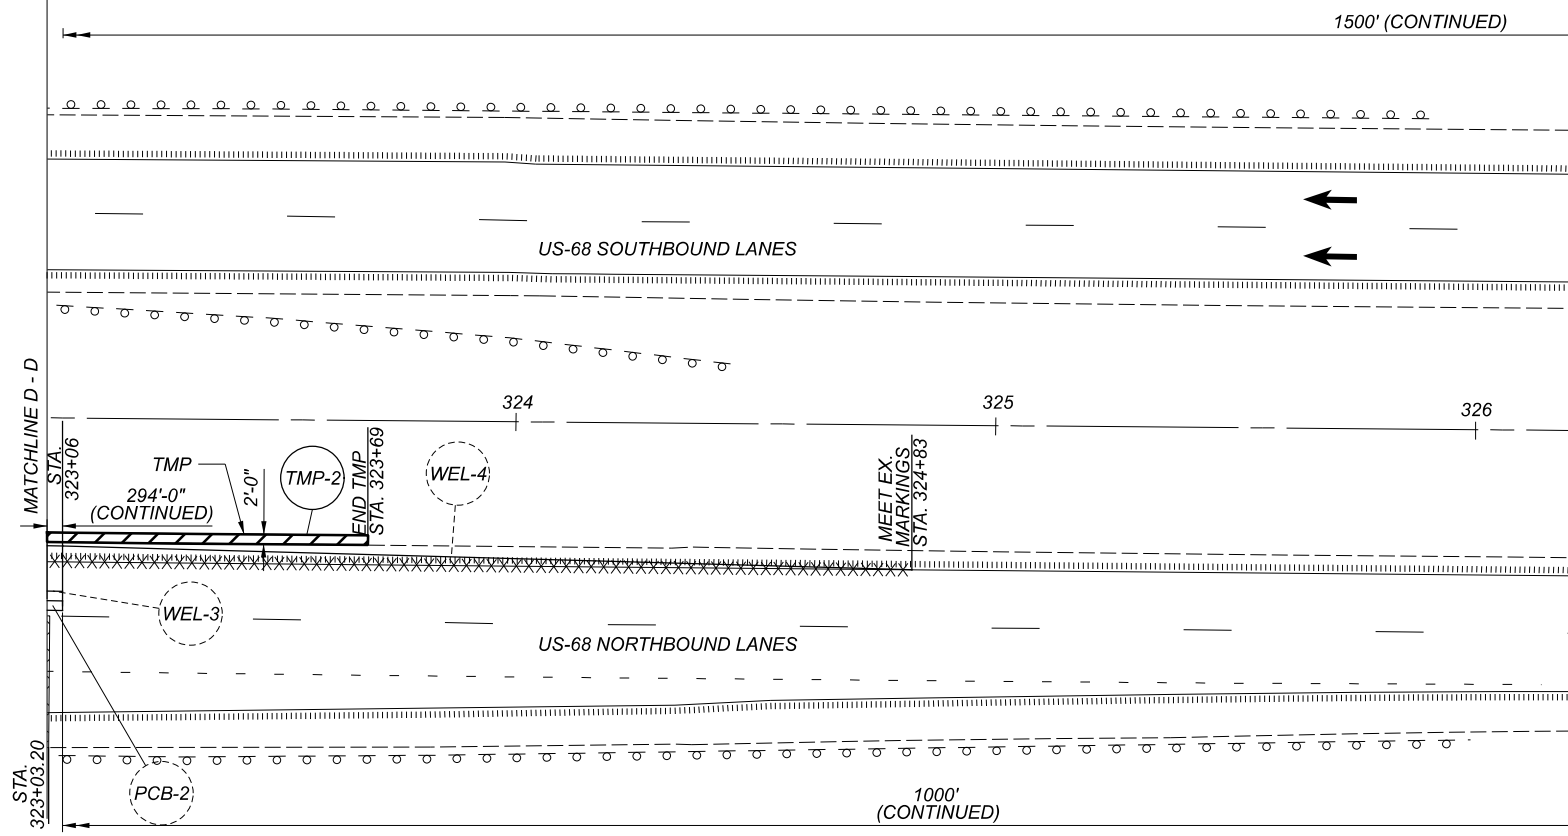 1500' (CONTINUED)
US-68 SOUTHBOUND LANES
MATCHLINE D - D
324
325
326
STA.
323+06
TMP
294'-0"
(CONTINUED)
2'-0"
TMP-2
END TMP
STA. 323+69
WEL-4
MEET EX.
MARKINGS
STA. 324+83
WEL-3
US-68 NORTHBOUND LANES
STA.
323+03.20
PCB-2
1000'
(CONTINUED)